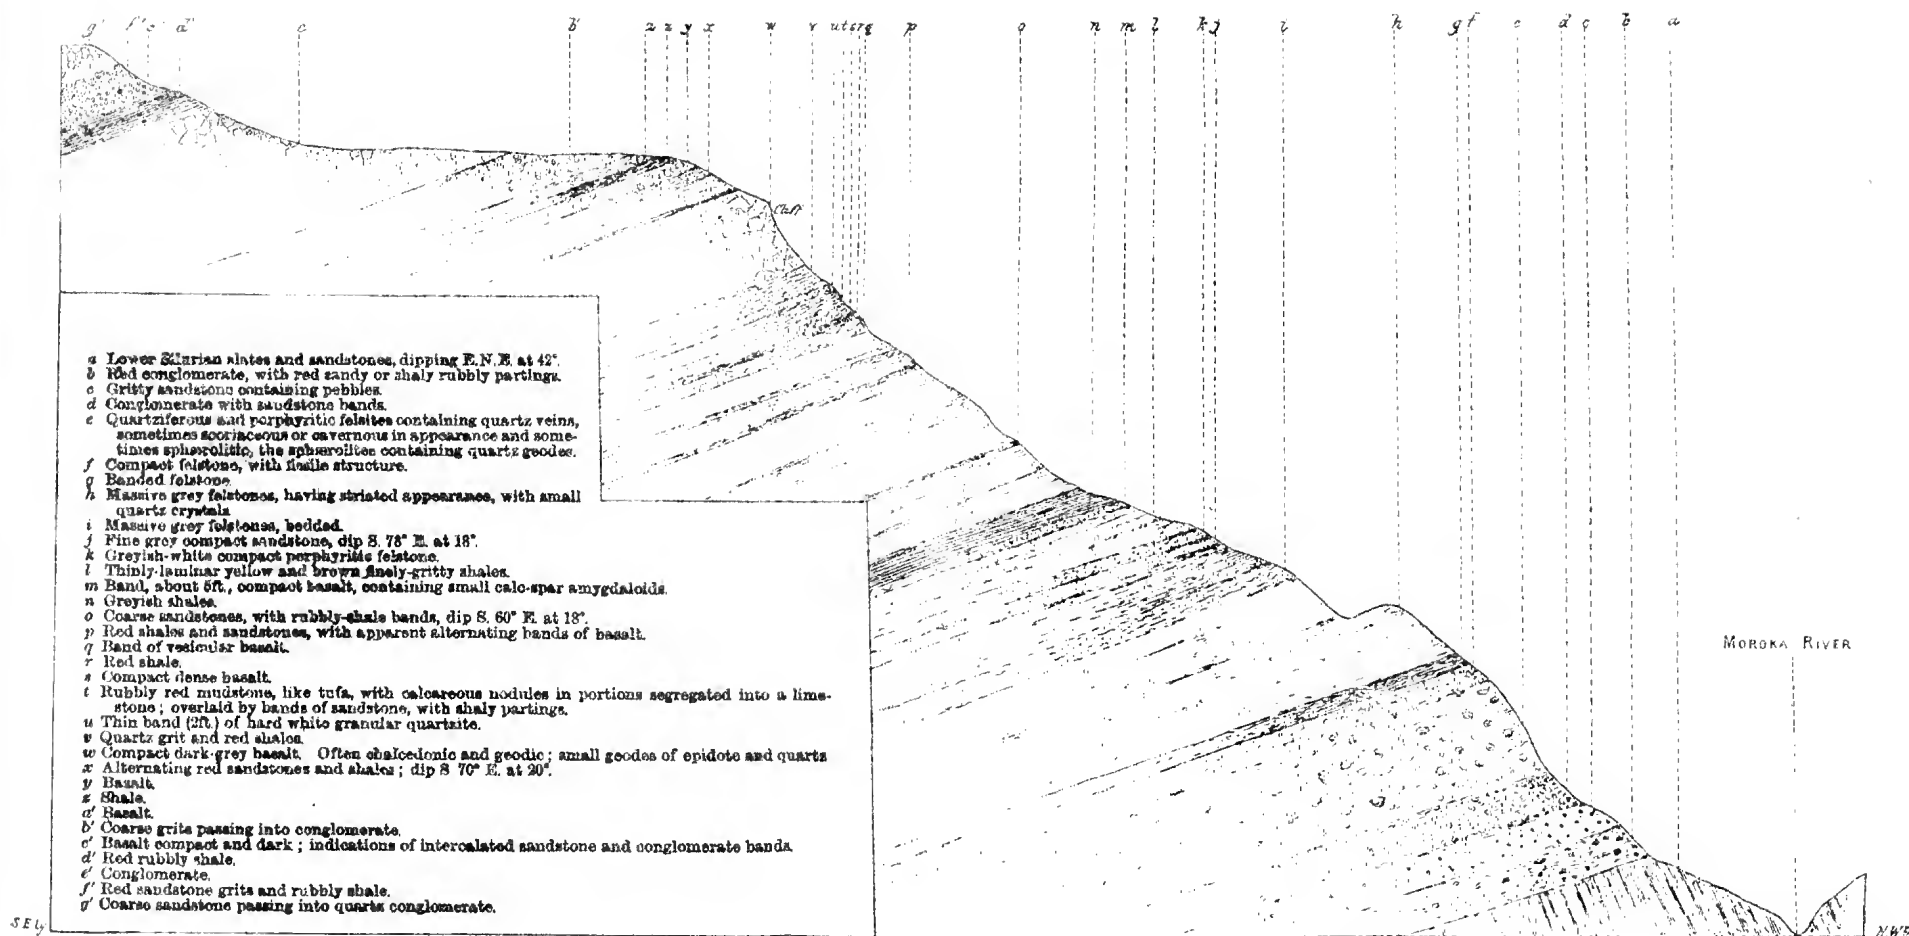 g' f' e' d' c b' a z y x w v u t s r q p o n m l k j i h g f e d c b a
Cliff
MOROKA RIVER
a Lower Silurian slates and sandstones, dipping E.N.E. at 42°.
b Red conglomerate, with red sandy or shaly rubbly partings.
c Gritty sandstone containing pebbles.
d Conglomerate with sandstone bands.
e Quartziferous and porphyritic felsites containing quartz veins,
sometimes scoriaceous or cavernous in appearance and some-
times sphærolitic, the sphærolites containing quartz geodes.
f Compact felstone, with fissile structure.
g Banded felstone.
h Massive grey felstones, having striated appearance, with small
quartz crystals
i Massive grey felstones, bedded.
j Fine grey compact sandstone, dip S. 78° E. at 18°.
k Greyish-white compact porphyritic felstone.
l Thinly-laminar yellow and brown finely-gritty shales.
m Band, about 5ft., compact basalt, containing small calc-spar amygdaloids.
n Greyish shales.
o Coarse sandstones, with rubbly-shale bands, dip S. 60° E. at 18°.
p Red shales and sandstones, with apparent alternating bands of basalt.
q Band of vesicular basalt.
r Red shale.
s Compact dense basalt.
t Rubbly red mudstone, like tufa, with calcareous nodules in portions segregated into a lime-
stone; overlaid by bands of sandstone, with shaly partings.
u Thin band (2ft.) of hard white granular quartzite.
v Quartz grit and red shales.
w Compact dark-grey basalt. Often chalcedonic and geodic; small geodes of epidote and quartz
x Alternating red sandstones and shales; dip S 70° E. at 20°.
y Basalt.
z Shale.
a' Basalt.
b' Coarse grits passing into conglomerate.
c' Basalt compact and dark; indications of intercalated sandstone and conglomerate bands
d' Red rubbly shale.
e' Conglomerate.
f' Red sandstone grits and rubbly shale.
g' Coarse sandstone passing into quartz conglomerate.
S E ly